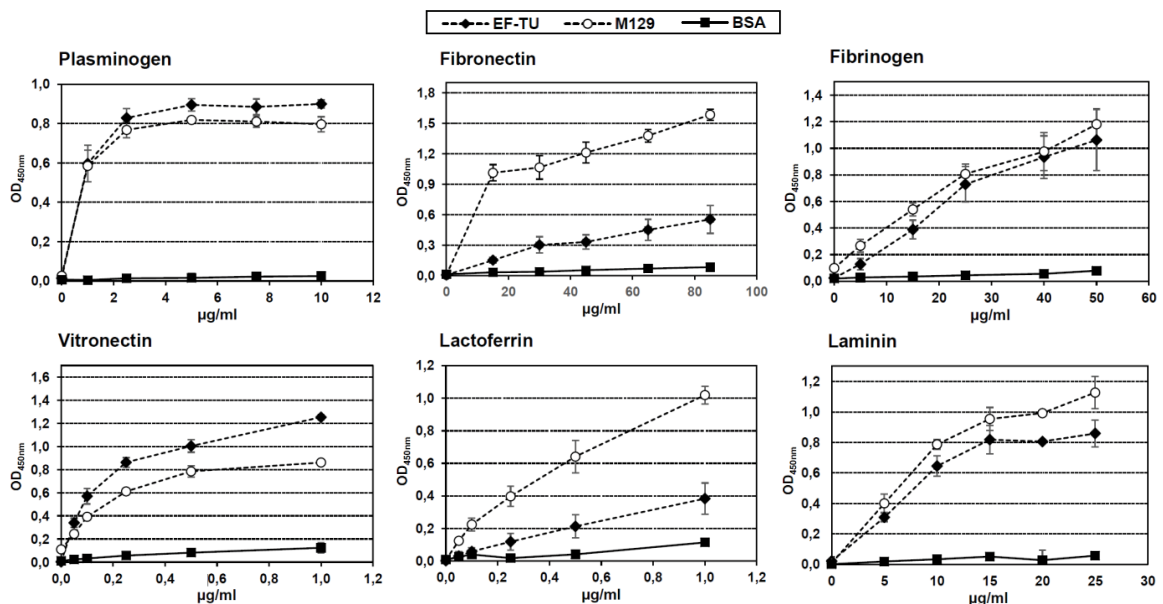 EF-TU M129 BSA
Plasminogen
OD450nm
1,0
0,8
0,6
0,4
0,2
0,0
0 2 4 6 8 10 12
µg/ml
Fibronectin
OD450nm
1,8
1,5
1,2
0,9
0,6
0,3
0,0
0 20 40 60 80 100
µg/ml
Fibrinogen
OD450nm
1,4
1,2
1,0
0,8
0,6
0,4
0,2
0,0
0 10 20 30 40 50 60
µg/ml
Vitronectin
OD450nm
1,6
1,4
1,2
1,0
0,8
0,6
0,4
0,2
0,0
0,0 0,2 0,4 0,6 0,8 1,0 1,2
µg/ml
Lactoferrin
OD450nm
1,2
1,0
0,8
0,6
0,4
0,2
0,0
0,0 0,2 0,4 0,6 0,8 1,0 1,2
µg/ml
Laminin
OD450nm
1,2
1,0
0,8
0,6
0,4
0,2
0,0
0 5 10 15 20 25 30
µg/ml